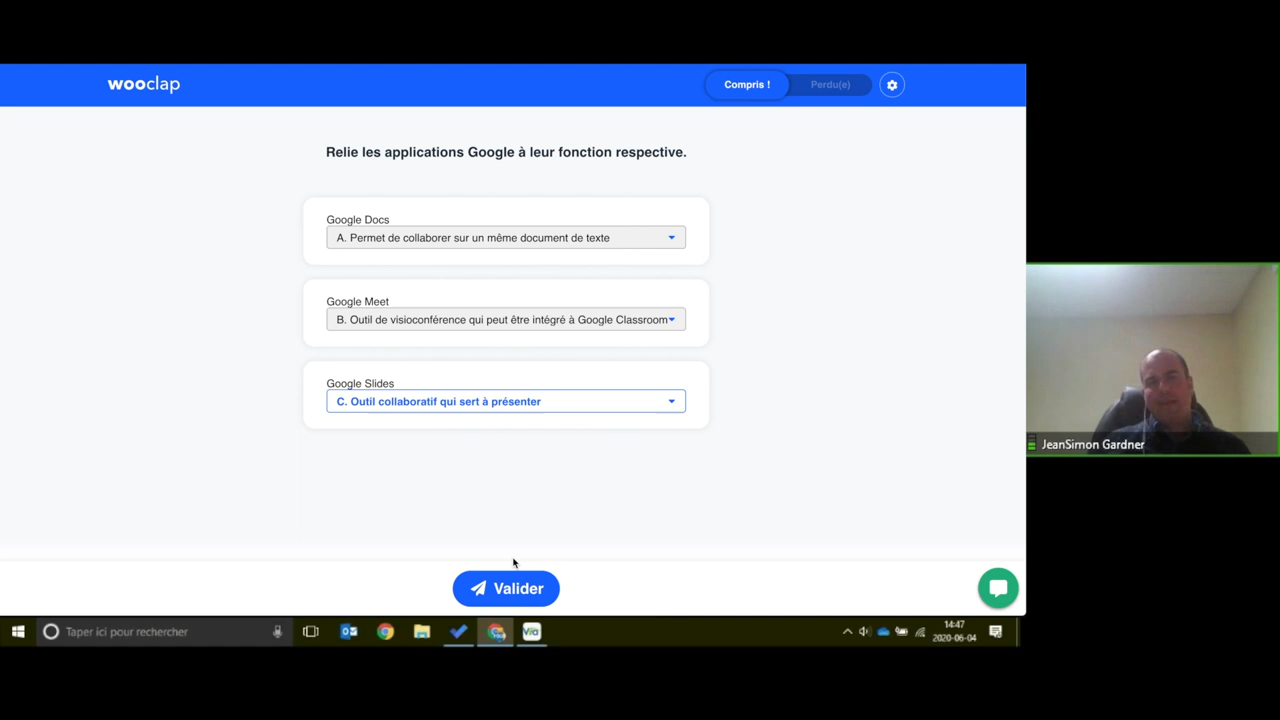 wooclap
Compris !
Perdu(e)
Relie les applications Google à leur fonction respective.
Google Docs
A. Permet de collaborer sur un même document de texte
Google Meet
B. Outil de visioconférence qui peut être intégré à Google Classroom
Google Slides
C. Outil collaboratif qui sert à présenter
JeanSimon Gardner
Valider
Taper ici pour rechercher
Via
14:47
2020-06-04